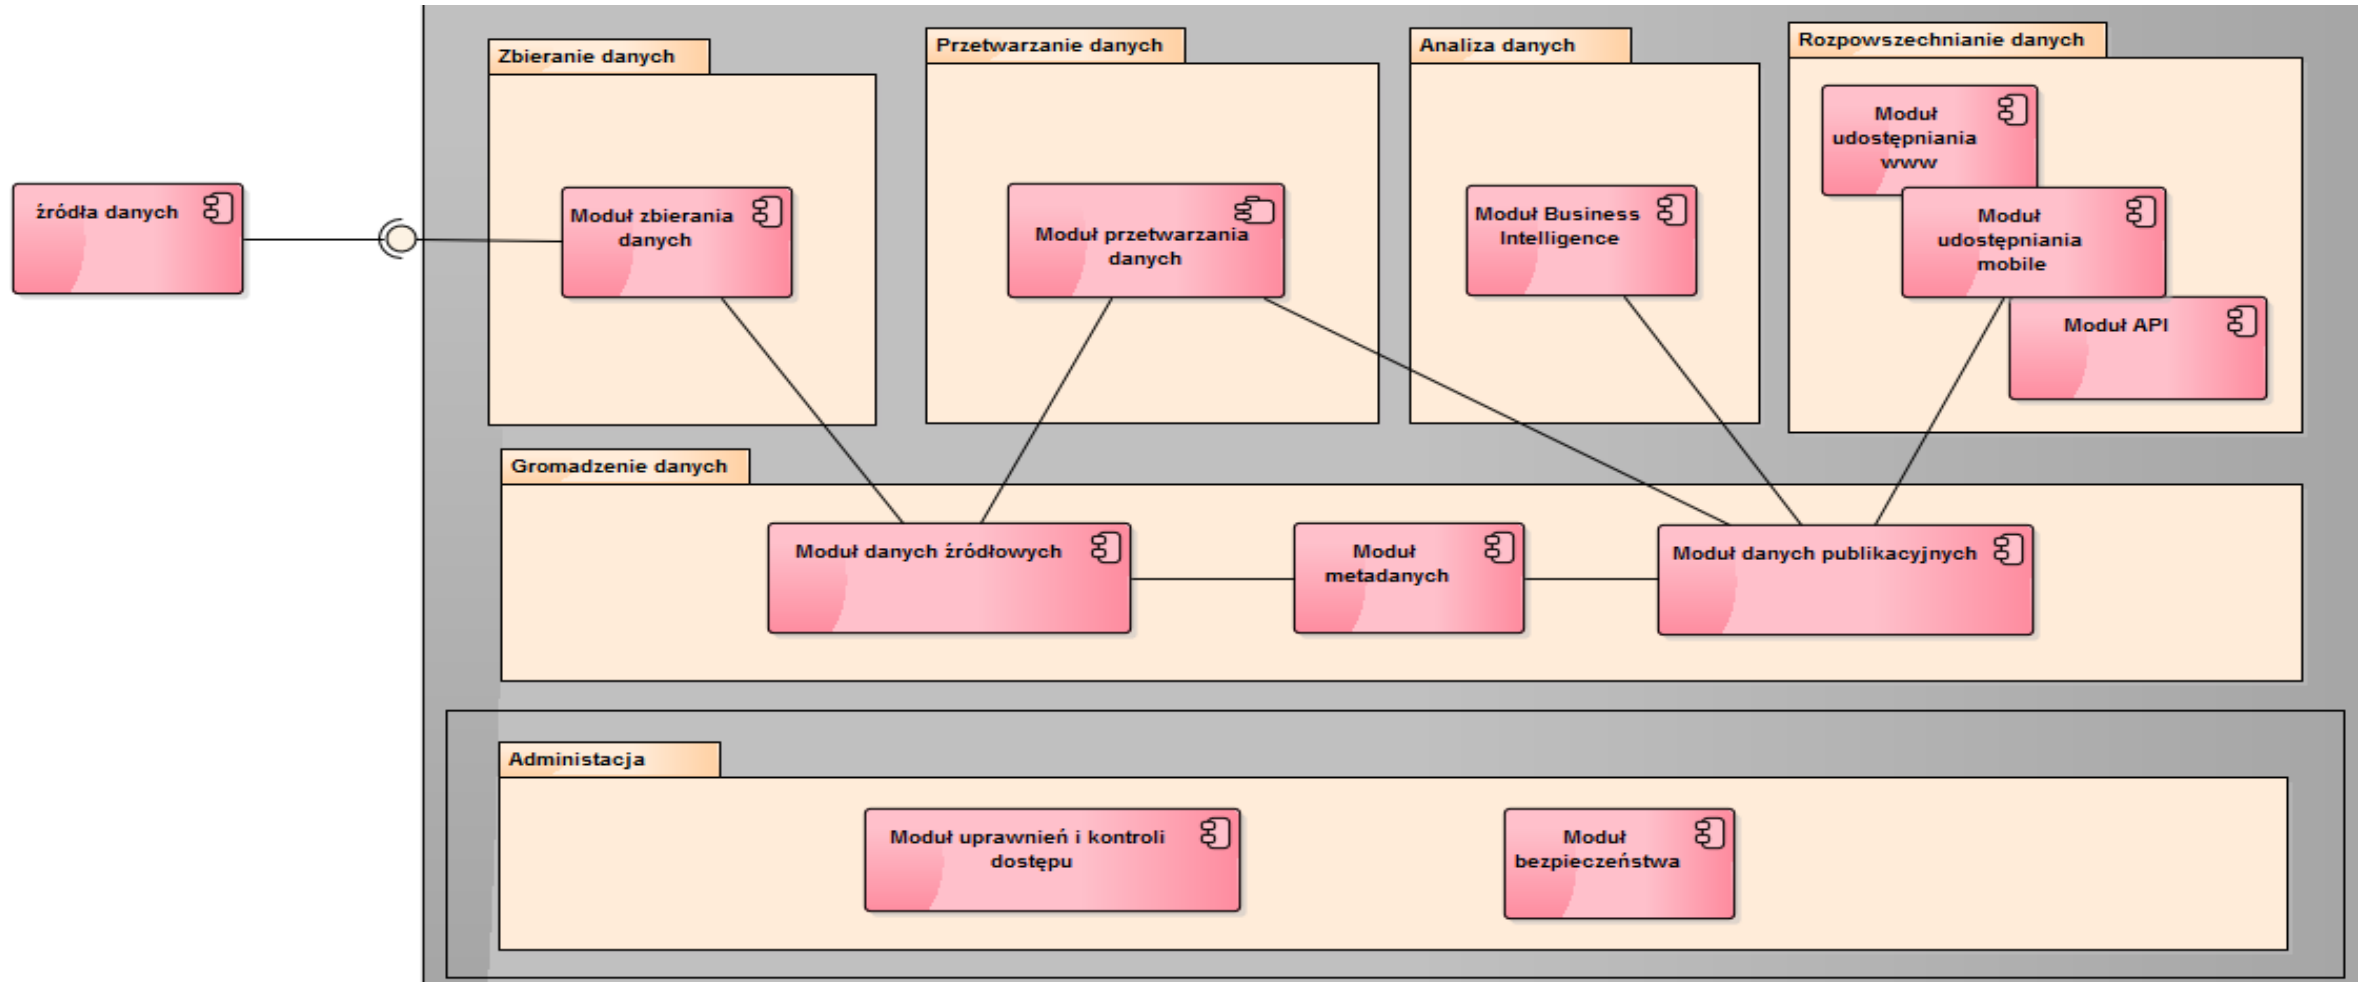 źródła danych
Zbieranie danych
Moduł zbierania
danych
Przetwarzanie danych
Moduł przetwarzania
danych
Analiza danych
Moduł Business
Intelligence
Rozpowszechnianie danych
Moduł
udostępniania
www
Moduł
udostępniania
mobile
Moduł API
Gromadzenie danych
Moduł danych źródłowych
Moduł
metadanych
Moduł danych publikacyjnych
Administacja
Moduł uprawnień i kontroli
dostępu
Moduł
bezpieczeństwa